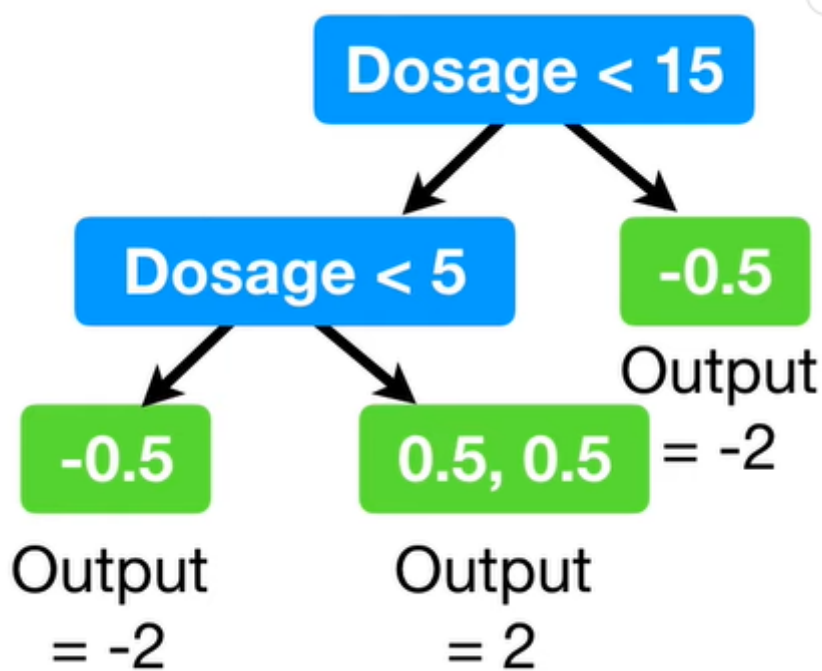 Dosage < 15
Dosage < 5
-0.5
Output
= -2
-0.5
Output
= -2
0.5, 0.5
Output
= 2